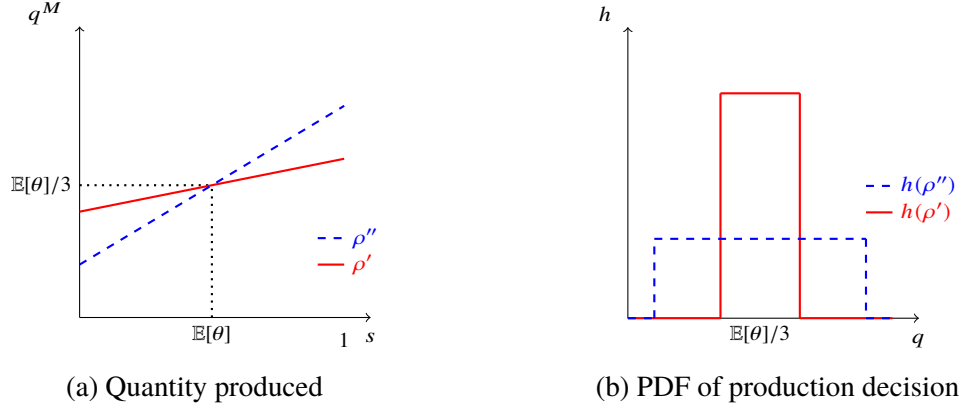 q^M
𝔼[θ]/3
ρ″
ρ′
𝔼[θ]
1
s
(a) Quantity produced
h
h(ρ″)
h(ρ′)
𝔼[θ]/3
q
(b) PDF of production decision